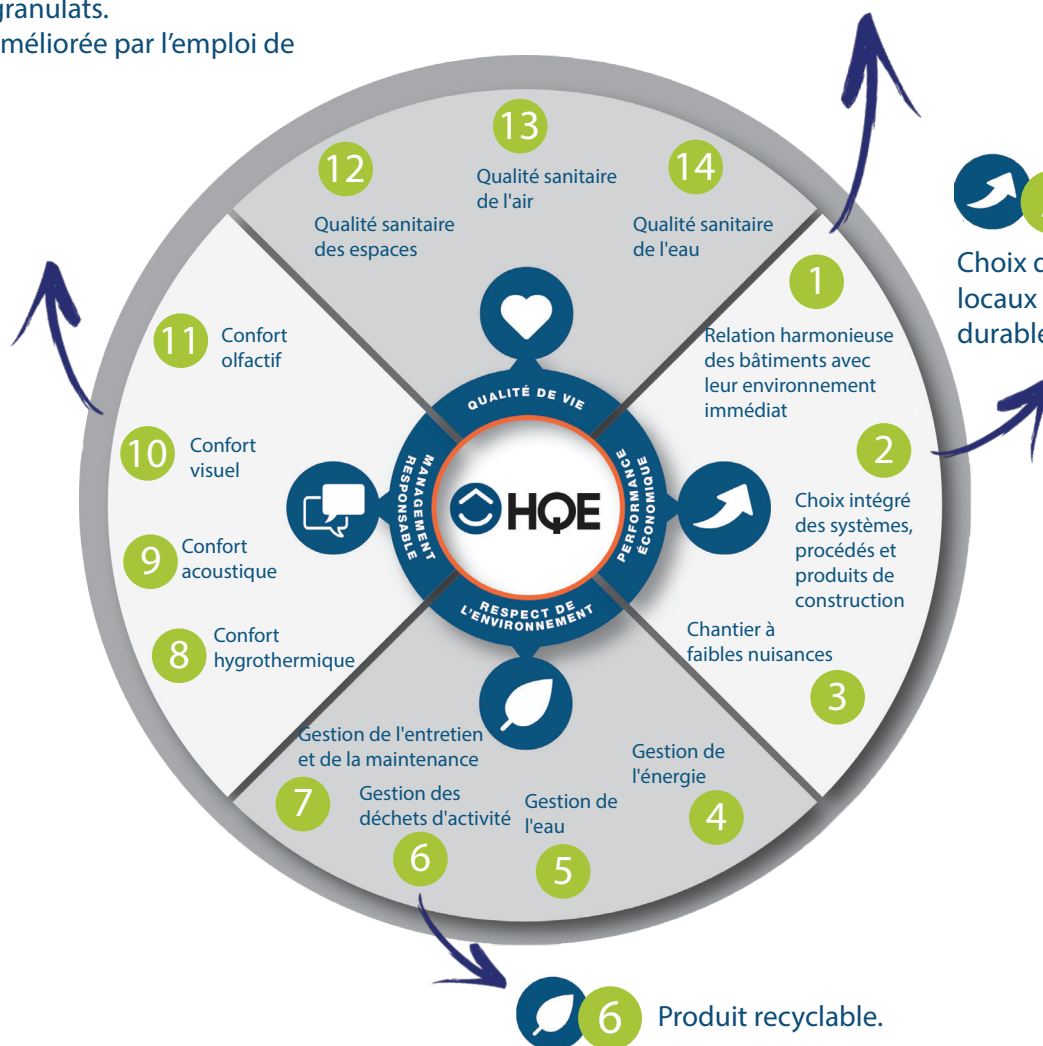 granulats.
méliorée par l’emploi de
13
12
14
Qualité sanitaire
de l'air
Qualité sanitaire
des espaces
Qualité sanitaire
de l'eau
Choix
locaux
durable
1
Relation harmonieuse
des bâtiments avec
leur environnement
immédiat
2
Choix intégré
des systèmes,
procédés et
produits de
construction
Chantier à
faibles nuisances
3
11
Confort
olfactif
10
Confort
visuel
9
Confort
acoustique
8
Confort
hygrothermique
QUALITÉ DE VIE
MANAGEMENT
RESPONSABLE
HQE
PERFORMANCE
ÉCONOMIQUE
RESPECT DE
L'ENVIRONNEMENT
Gestion de l'entretien
et de la maintenance
7
Gestion des
déchets d'activité
6
Gestion de
l'eau
5
Gestion de
l'énergie
4
6 Produit recyclable.